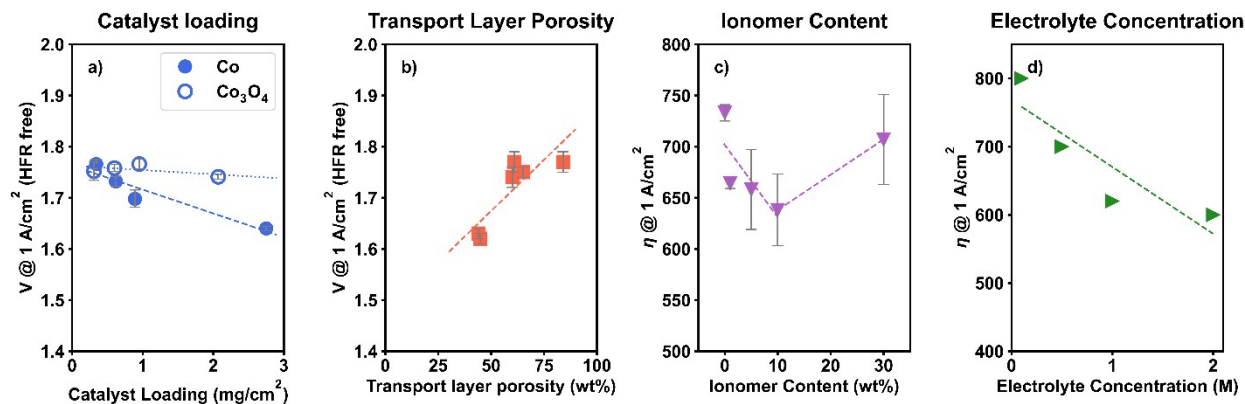 Catalyst loading
a)
Co
Co₃O₄
V @ 1 A/cm² (HFR free)
2.0
1.9
1.8
1.7
1.6
1.5
1.4
0
1
2
3
Catalyst Loading (mg/cm²)
Transport Layer Porosity
b)
V @ 1 A/cm² (HFR free)
2.0
1.9
1.8
1.7
1.6
1.5
1.4
0
25
50
75
100
Transport layer porosity (wt%)
Ionomer Content
c)
η @ 1 A/cm²
800
750
700
650
600
550
500
0
10
20
30
Ionomer Content (wt%)
Electrolyte Concentration
d)
η @ 1 A/cm²
800
700
600
500
400
0
1
2
Electrolyte Concentration (M)